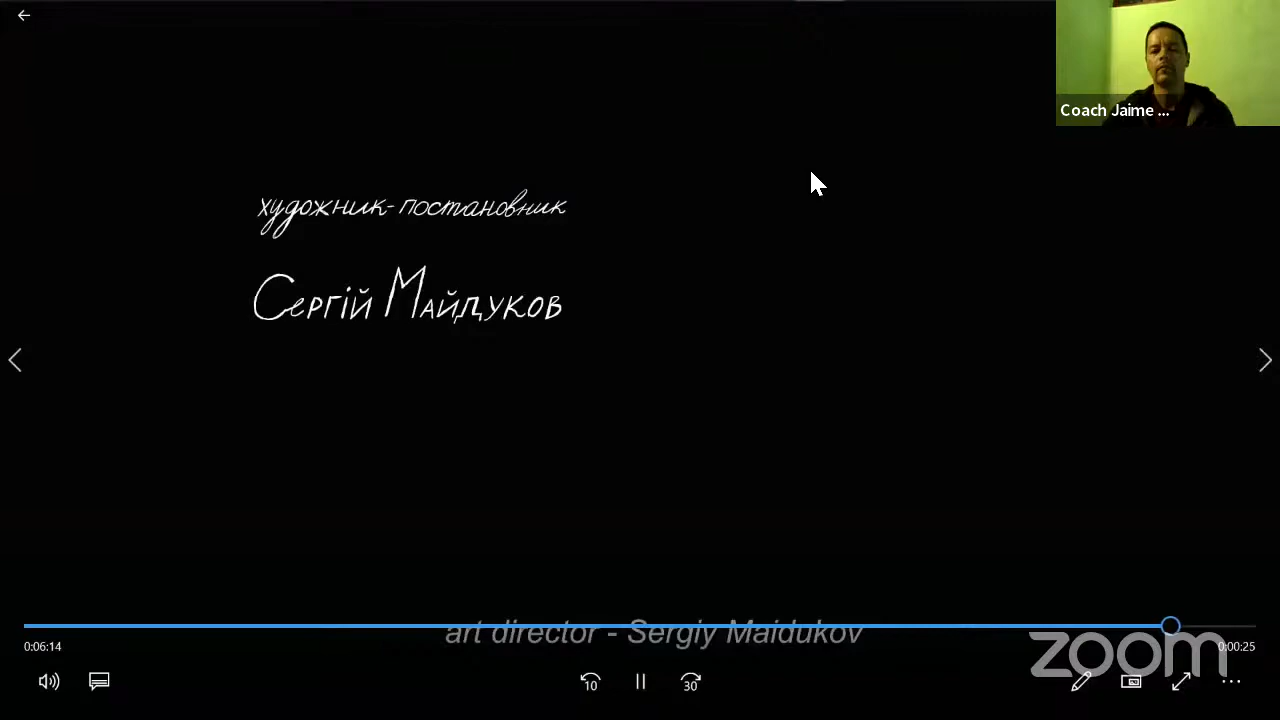 Coach Jaime ...
художник-постановник
Сергій Майдуков
art director - Sergiy Maidukov
0:06:14
0:00:25
zoom
10
30